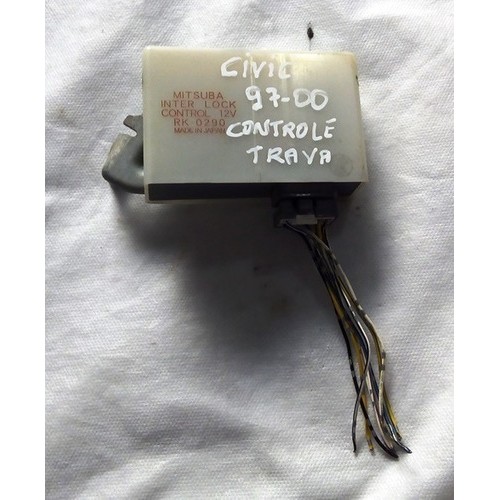 MITSUBA
INTER LOCK
CONTROL 12V
RK-0290
MADE IN JAPAN
CIVIC
97-00
CONTROLE
TRAVA